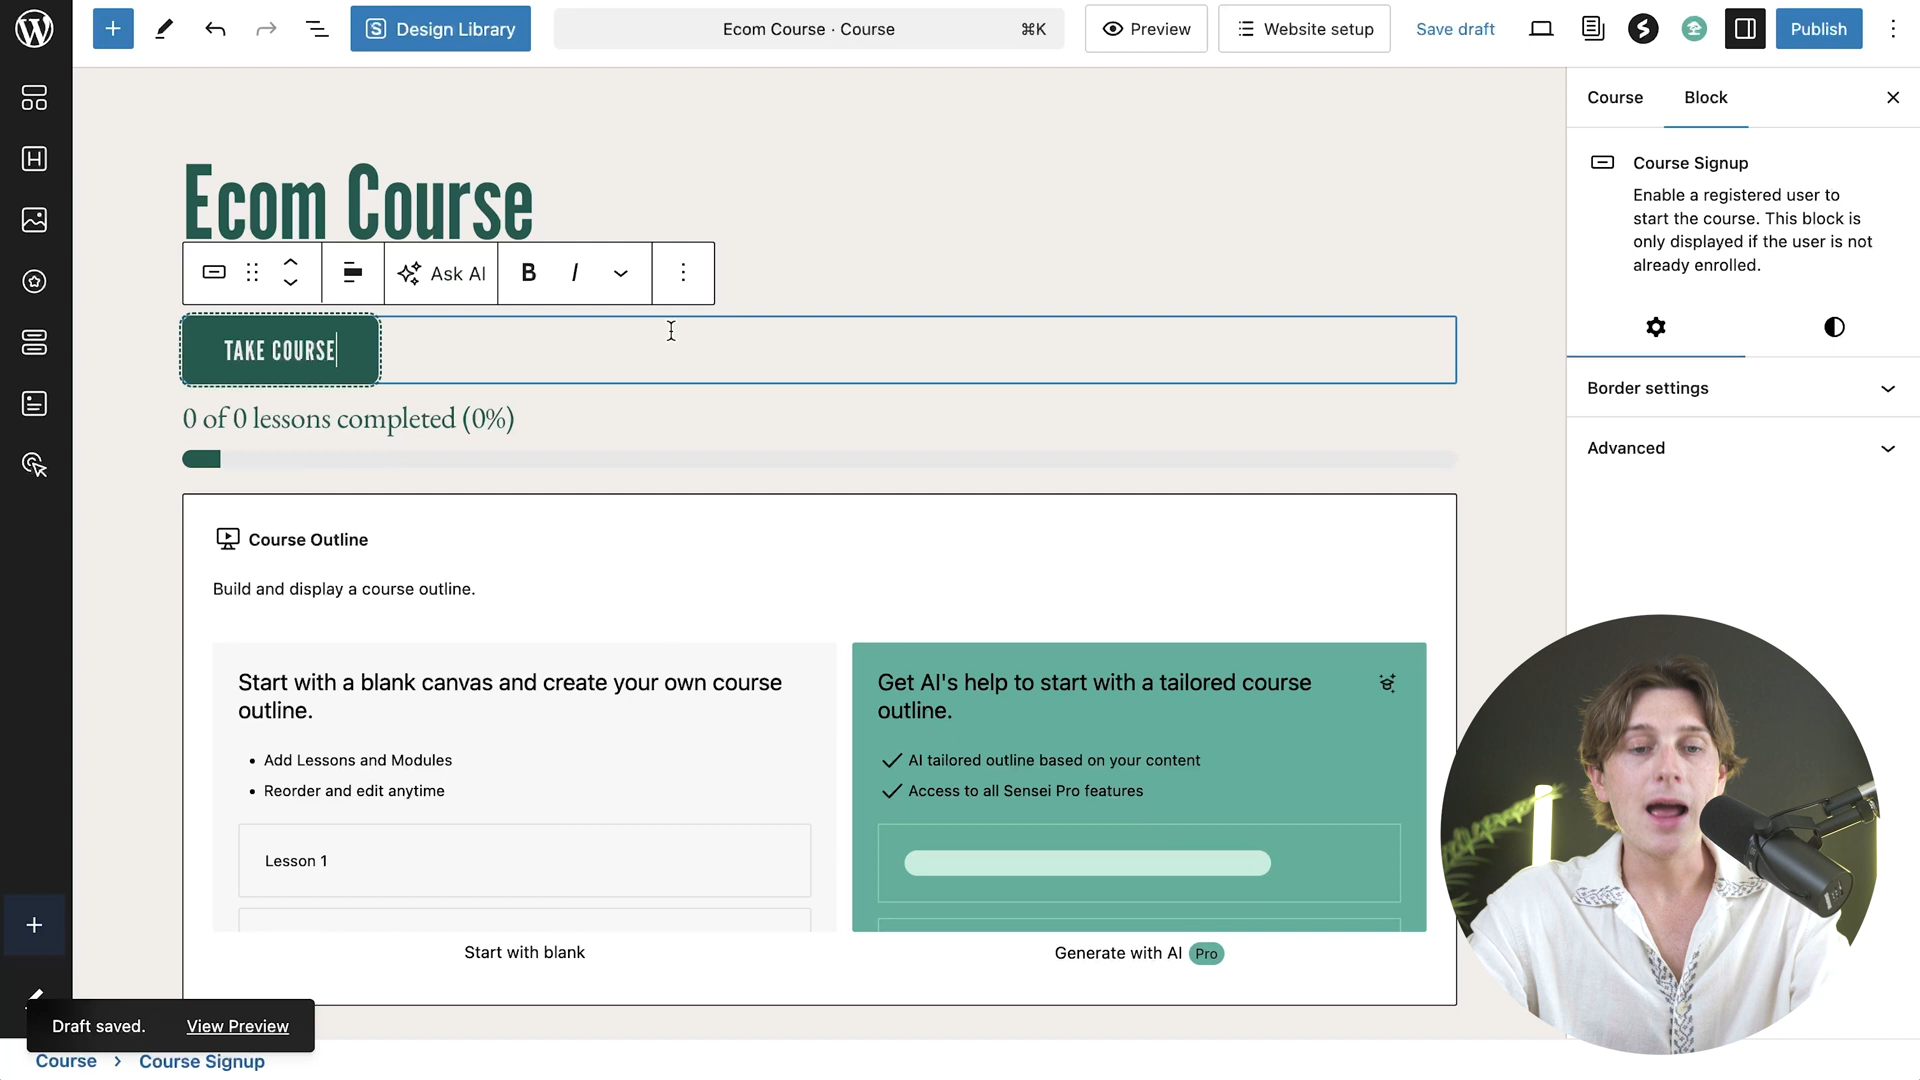 Design Library
Ecom Course · Course
⌘K
Preview
Website setup
Save draft
Publish
Course
Block
Course Signup
Enable a registered user to
start the course. This block is
only displayed if the user is not
already enrolled.
Border settings
Advanced
Ecom Course
Ask AI
B
I
TAKE COURSE
0 of 0 lessons completed (0%)
Course Outline
Build and display a course outline.
Start with a blank canvas and create your own course
outline.
• Add Lessons and Modules
• Reorder and edit anytime
Lesson 1
Start with blank
Get AI's help to start with a tailored course
outline.
AI tailored outline based on your content
Access to all Sensei Pro features
Generate with AI Pro
Draft saved.
View Preview
Course > Course Signup